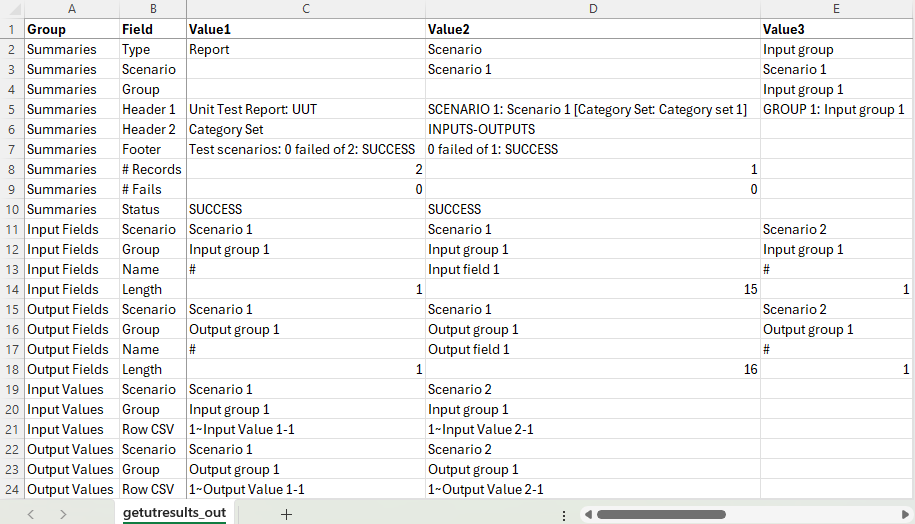 A B C D E
1 Group Field Value1 Value2 Value3
2 Summaries Type Report Scenario Input group
3 Summaries Scenario Scenario 1 Scenario 1
4 Summaries Group Input group 1
5 Summaries Header 1 Unit Test Report: UUT SCENARIO 1: Scenario 1 [Category Set: Category set 1] GROUP 1: Input group 1
6 Summaries Header 2 Category Set INPUTS-OUTPUTS
7 Summaries Footer Test scenarios: 0 failed of 2: SUCCESS 0 failed of 1: SUCCESS
8 Summaries # Records 2 1
9 Summaries # Fails 0 0
10 Summaries Status SUCCESS SUCCESS
11 Input Fields Scenario Scenario 1 Scenario 1 Scenario 2
12 Input Fields Group Input group 1 Input group 1 Input group 1
13 Input Fields Name # Input field 1 #
14 Input Fields Length 1 15 1
15 Output Fields Scenario Scenario 1 Scenario 1 Scenario 2
16 Output Fields Group Output group 1 Output group 1 Output group 1
17 Output Fields Name # Output field 1 #
18 Output Fields Length 1 16 1
19 Input Values Scenario Scenario 1 Scenario 2
20 Input Values Group Input group 1 Input group 1
21 Input Values Row CSV 1~Input Value 1-1 1~Input Value 2-1
22 Output Values Scenario Scenario 1 Scenario 2
23 Output Values Group Output group 1 Output group 1
24 Output Values Row CSV 1~Output Value 1-1 1~Output Value 2-1
getutresults_out